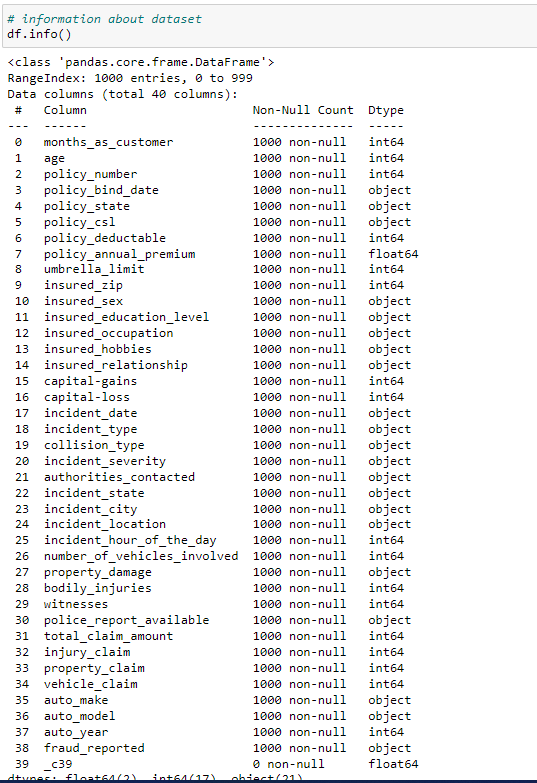 # information about dataset
df.info()
<class 'pandas.core.frame.DataFrame'>
RangeIndex: 1000 entries, 0 to 999
Data columns (total 40 columns):
 #   Column                       Non-Null Count  Dtype
---  ------                       --------------  -----
 0   months_as_customer           1000 non-null   int64
 1   age                          1000 non-null   int64
 2   policy_number                1000 non-null   int64
 3   policy_bind_date             1000 non-null   object
 4   policy_state                 1000 non-null   object
 5   policy_csl                   1000 non-null   object
 6   policy_deductable            1000 non-null   int64
 7   policy_annual_premium        1000 non-null   float64
 8   umbrella_limit               1000 non-null   int64
 9   insured_zip                  1000 non-null   int64
 10  insured_sex                  1000 non-null   object
 11  insured_education_level      1000 non-null   object
 12  insured_occupation           1000 non-null   object
 13  insured_hobbies              1000 non-null   object
 14  insured_relationship         1000 non-null   object
 15  capital-gains                1000 non-null   int64
 16  capital-loss                 1000 non-null   int64
 17  incident_date                1000 non-null   object
 18  incident_type                1000 non-null   object
 19  collision_type               1000 non-null   object
 20  incident_severity            1000 non-null   object
 21  authorities_contacted        1000 non-null   object
 22  incident_state               1000 non-null   object
 23  incident_city                1000 non-null   object
 24  incident_location            1000 non-null   object
 25  incident_hour_of_the_day     1000 non-null   int64
 26  number_of_vehicles_involved  1000 non-null   int64
 27  property_damage              1000 non-null   object
 28  bodily_injuries              1000 non-null   int64
 29  witnesses                    1000 non-null   int64
 30  police_report_available      1000 non-null   object
 31  total_claim_amount           1000 non-null   int64
 32  injury_claim                 1000 non-null   int64
 33  property_claim               1000 non-null   int64
 34  vehicle_claim                1000 non-null   int64
 35  auto_make                    1000 non-null   object
 36  auto_model                   1000 non-null   object
 37  auto_year                    1000 non-null   int64
 38  fraud_reported               1000 non-null   object
 39  _c39                         0 non-null      float64
dtypes: float64(2), int64(17), object(21)